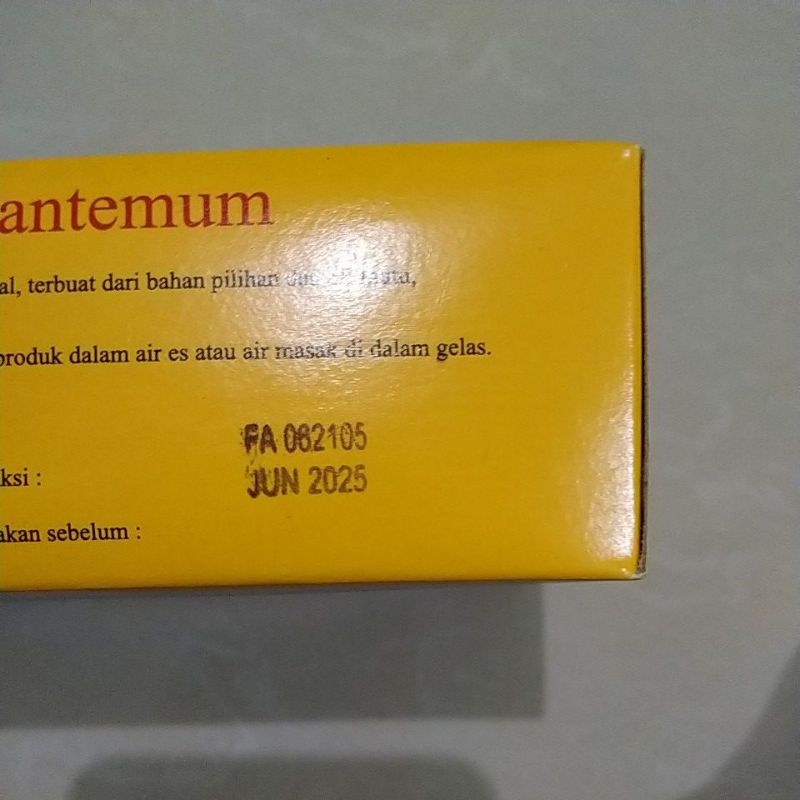 antemum
al, terbuat dari bahan pilihan
produk dalam air es atau air masak di dalam gelas.
FA 062105
ksi :
JUN 2025
akan sebelum :